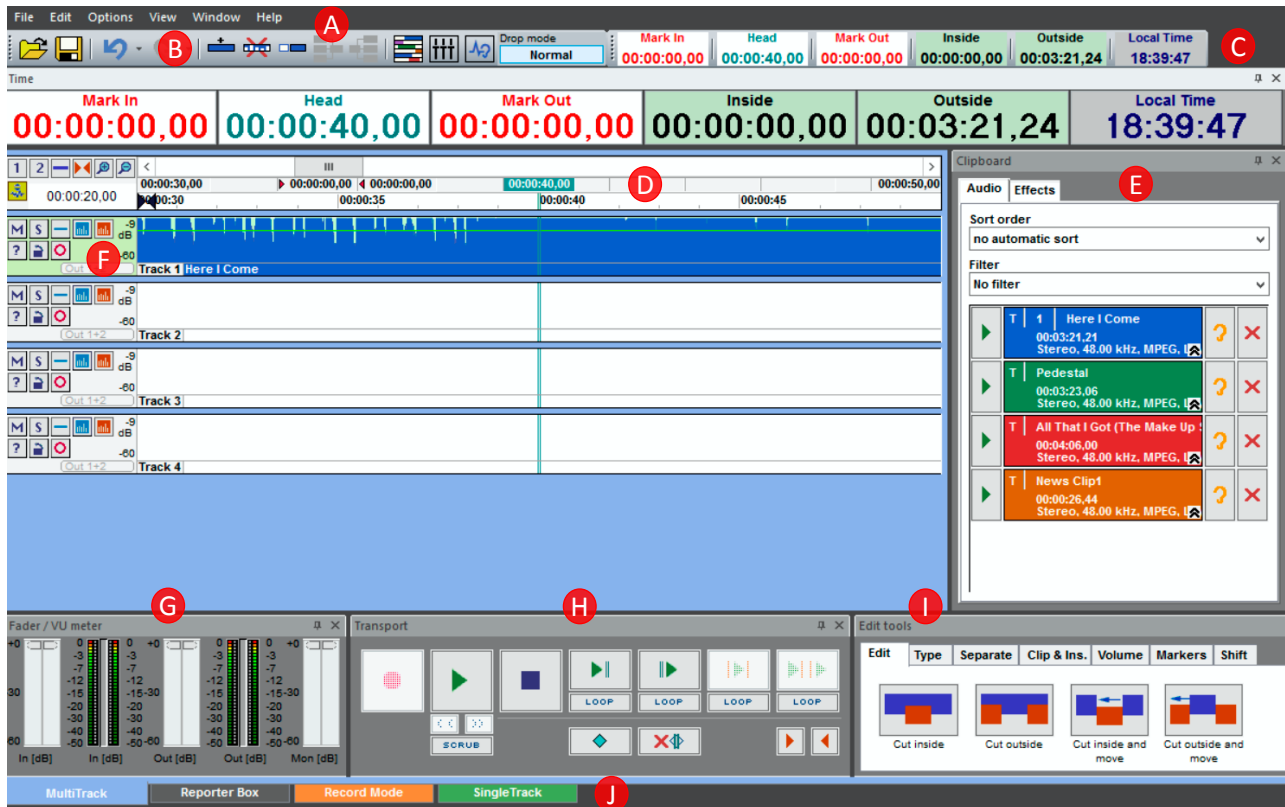 File Edit Options View Window Help
A
B
Drop mode
Normal
Mark In Head Mark Out Inside Outside Local Time
00:00:00,00 00:00:40,00 00:00:00,00 00:00:00,00 00:03:21,24 18:39:47
C
Time
Mark In Head Mark Out Inside Outside Local Time
00:00:00,00 00:00:40,00 00:00:00,00 00:00:00,00 00:03:21,24 18:39:47
1 2
00:00:20,00
00:00:30,00 00:00:00,00 00:00:00,00 00:00:40,00 00:00:50,00
D
00:00:35 00:00:40 00:00:45
M S -9
dB
? -60
F
Track 1 Here I Come
M S -9
dB
? -60
Out 1+2 Track 2
M S -9
dB
? -60
Out 1+2 Track 3
M S -9
dB
? -60
Out 1+2 Track 4
Clipboard
E
Audio Effects
Sort order
no automatic sort
Filter
No filter
T 1 Here I Come
00:03:21,21
Stereo, 48.00 kHz, MPEG,
T Pedestal
00:03:23,06
Stereo, 48.00 kHz, MPEG,
T All That I Got (The Make Up
00:04:06,00
Stereo, 48.00 kHz, MPEG,
T News Clip1
00:00:26,44
Stereo, 48.00 kHz, MPEG,
G
Fader / VU meter
+0 0 0 +0 0 0 +0
-3 -3 -3 -3
-7 -7 -7 -7
-12 -12 -12 -12
30 -15 -15 -30 -15 -15 -30
-20 -20 -20 -20
-30 -30 -30 -30
-40 -40 -40 -40
60 -50 -50 -60 -50 -50 -60
In [dB] In [dB] Out [dB] Out [dB] Mon [dB]
H
Transport
LOOP LOOP LOOP LOOP
SCRUB
I
Edit tools
Edit Type Separate Clip & Ins. Volume Markers Shift
Cut inside Cut outside Cut inside and move Cut outside and move
MultiTrack Reporter Box Record Mode SingleTrack
J